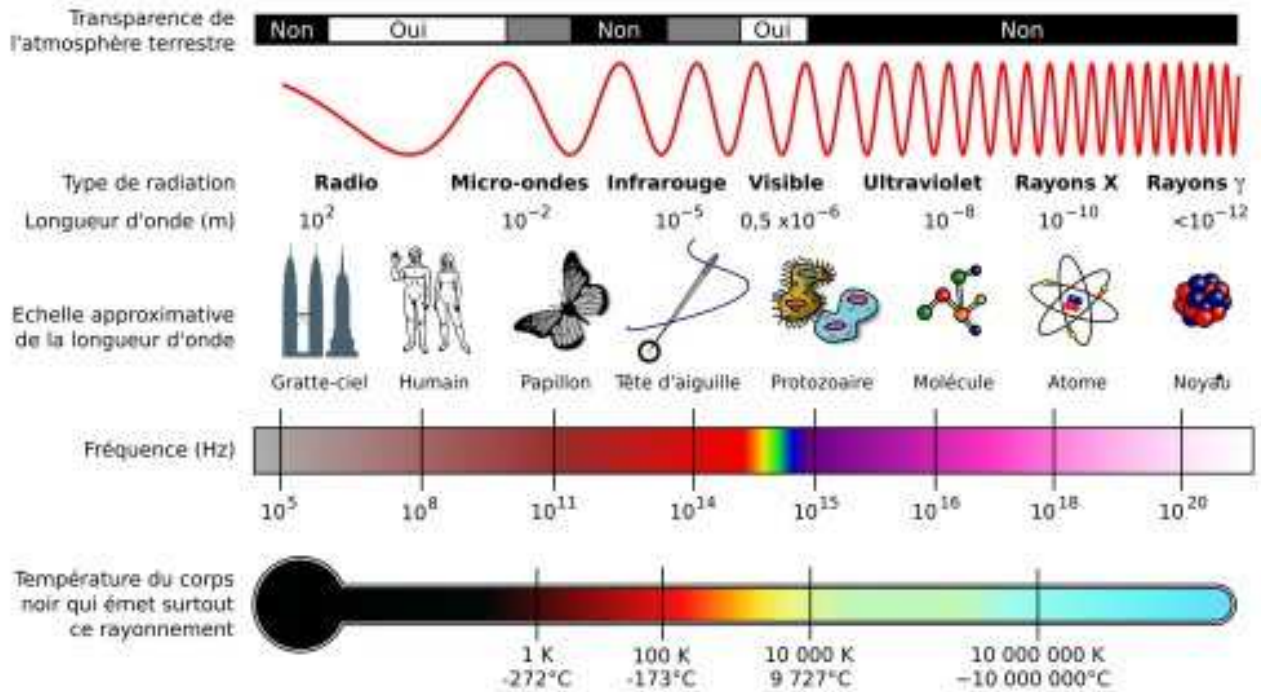 Transparence de
l'atmosphère terrestre
Non Oui Non Oui Non
Type de radiation Radio Micro-ondes Infrarouge Visible Ultraviolet Rayons X Rayons γ
Longueur d'onde (m) 10² 10⁻² 10⁻⁵ 0,5 x10⁻⁶ 10⁻⁸ 10⁻¹⁰ <10⁻¹²
Echelle approximative
de la longueur d'onde
Gratte-ciel Humain Papillon Tête d'aiguille Protozoaire Molécule Atome Noyau
Fréquence (Hz)
10⁵ 10⁸ 10¹¹ 10¹⁴ 10¹⁵ 10¹⁶ 10¹⁸ 10²⁰
Température du corps
noir qui émet surtout
ce rayonnement
1 K 100 K 10 000 K 10 000 000 K
-272°C -173°C 9 727°C ~10 000 000°C